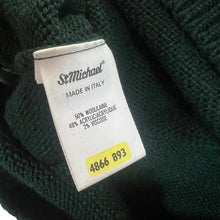 St Michael
MADE IN ITALY
50% WOOL/LAINE
48% ACRYLIC/ACRYLIQUE
2% VISCOSE
4866 893